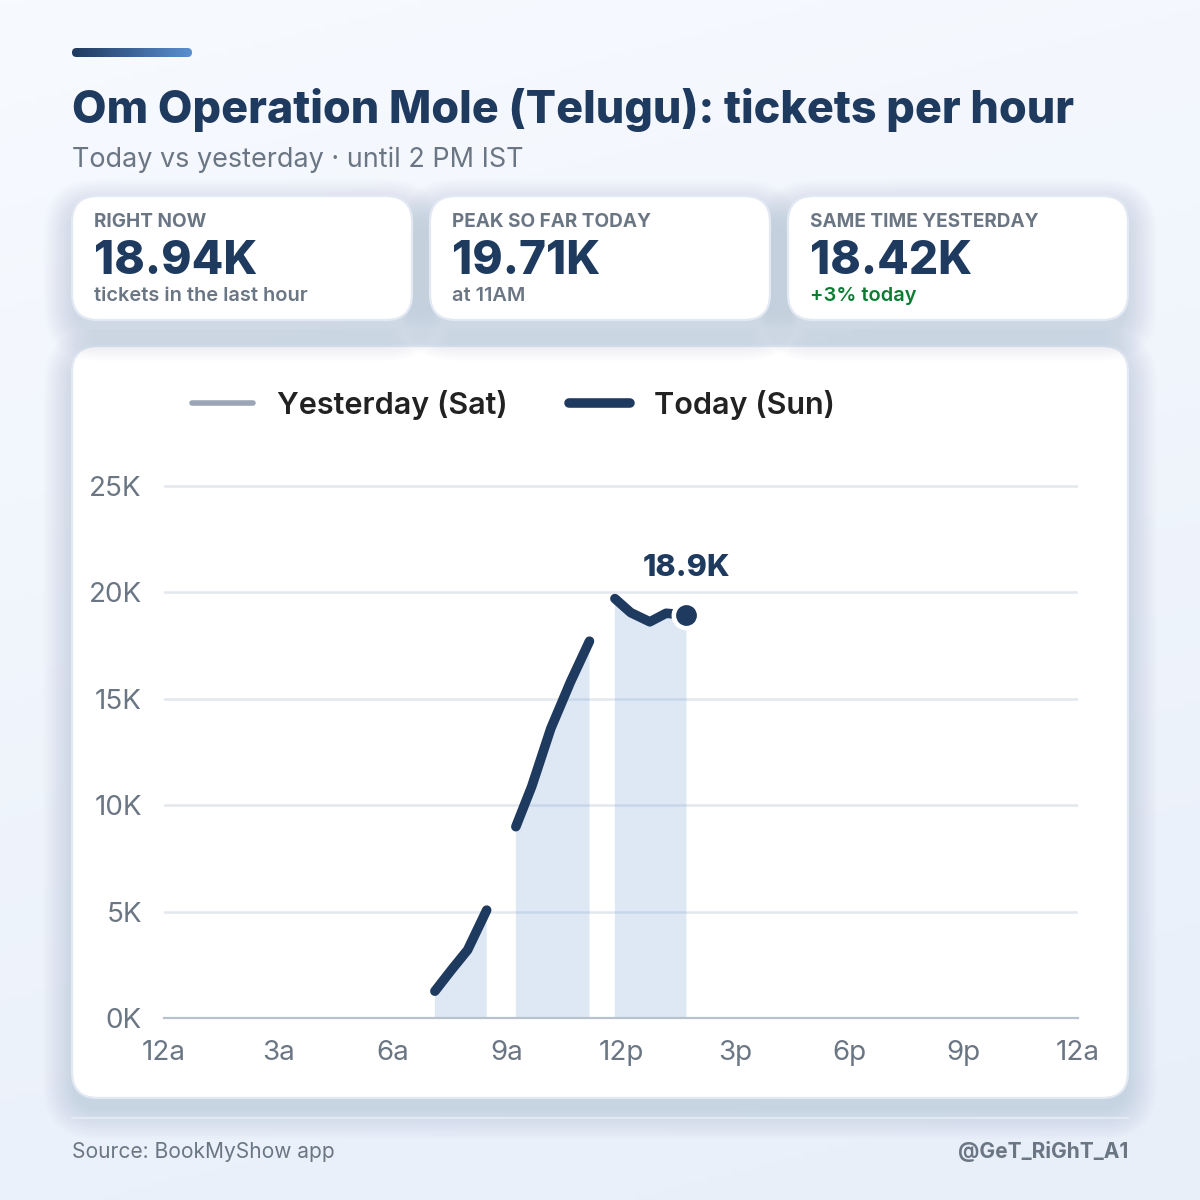 Om Operation Mole (Telugu): tickets per hour
Today vs yesterday · until 2 PM IST
RIGHT NOW
18.94K
tickets in the last hour
PEAK SO FAR TODAY
19.71K
at 11AM
SAME TIME YESTERDAY
18.42K
+3% today
Yesterday (Sat)
Today (Sun)
25K
20K
15K
10K
5K
0K
18.9K
12a 3a 6a 9a 12p 3p 6p 9p 12a
Source: BookMyShow app
@GeT_RiGhT_A1